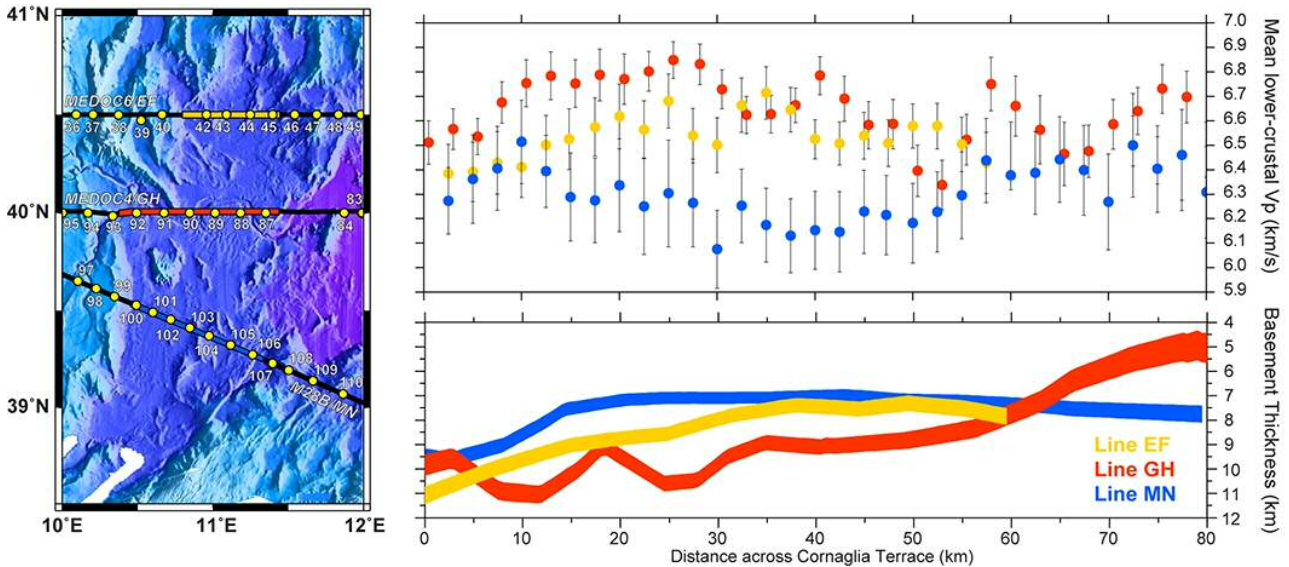 41°N
MEDOC6/EF
36 37 38 39 40 42 43 44 45 46 47 48 49
MEDOC4/GH
83
40°N
95 94 93 92 91 90 89 88 87 84
97
98
99
100
101
102
103
104
105
106
107
108
109
110
M28B/MN
39°N
10°E 11°E 12°E
7.0
6.9
6.8
6.7
6.6
6.5
6.4
6.3
6.2
6.1
6.0
5.9
Mean lower-crustal Vp (km/s)
4
5
6
7
8
9
10
11
12
Basement Thickness (km)
Line EF
Line GH
Line MN
0 10 20 30 40 50 60 70 80
Distance across Cornaglia Terrace (km)